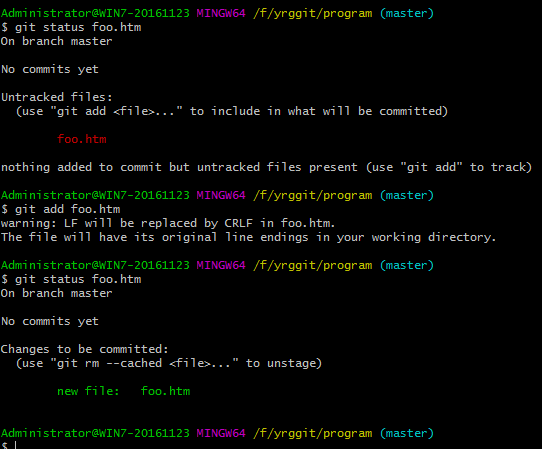 Administrator@WIN7-20161123 MINGW64 /f/yrggit/program (master)
$ git status foo.htm
On branch master
No commits yet
Untracked files:
(use "git add <file>..." to include in what will be committed)
foo.htm
nothing added to commit but untracked files present (use "git add" to track)
Administrator@WIN7-20161123 MINGW64 /f/yrggit/program (master)
$ git add foo.htm
warning: LF will be replaced by CRLF in foo.htm.
The file will have its original line endings in your working directory.
Administrator@WIN7-20161123 MINGW64 /f/yrggit/program (master)
$ git status foo.htm
On branch master
No commits yet
Changes to be committed:
(use "git rm --cached <file>..." to unstage)
new file:   foo.htm
Administrator@WIN7-20161123 MINGW64 /f/yrggit/program (master)
$